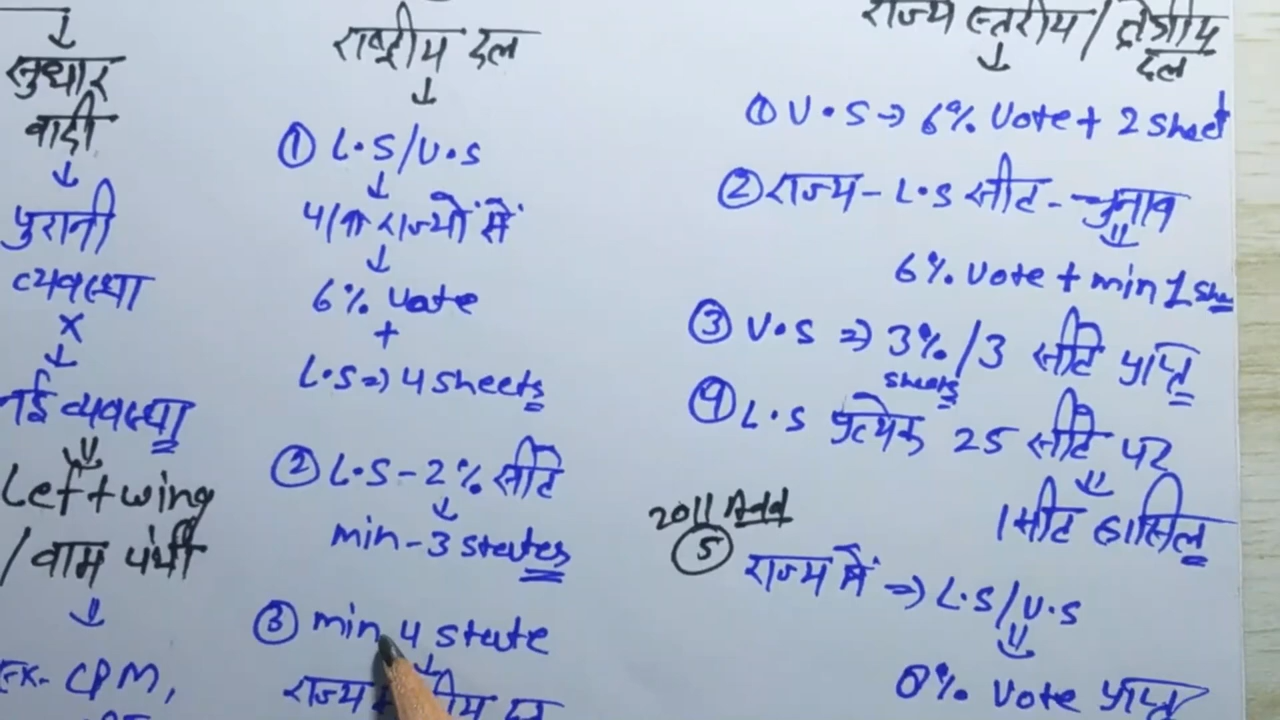 सुधार
वादी
पुरानी
व्यवस्था
×
नई व्यवस्था
Left wing
/ वाम पंथी
Ex- CPM,
राष्ट्रीय दल
① L.S/V.S
राज्यों में
6% vote
+
L.S ⇒ 4 sheets
② L.S - 2% सीटें
min - 3 states
③ min 4 state
राज्य
राज्य स्तरीय / क्षेत्रीय
दल
① V.S → 6% Vote + 2 sheet
② राज्य - L.S सीट - चुनाव
6% vote + min 1
③ V.S ⇒ 3% / 3 सीटें प्राप्त
sheets
④ L.S प्रत्येक 25 सीटें पर
1 सीट हासिल
2011 Add
⑤ राज्य में ⇒ L.S/V.S
8% Vote प्राप्त